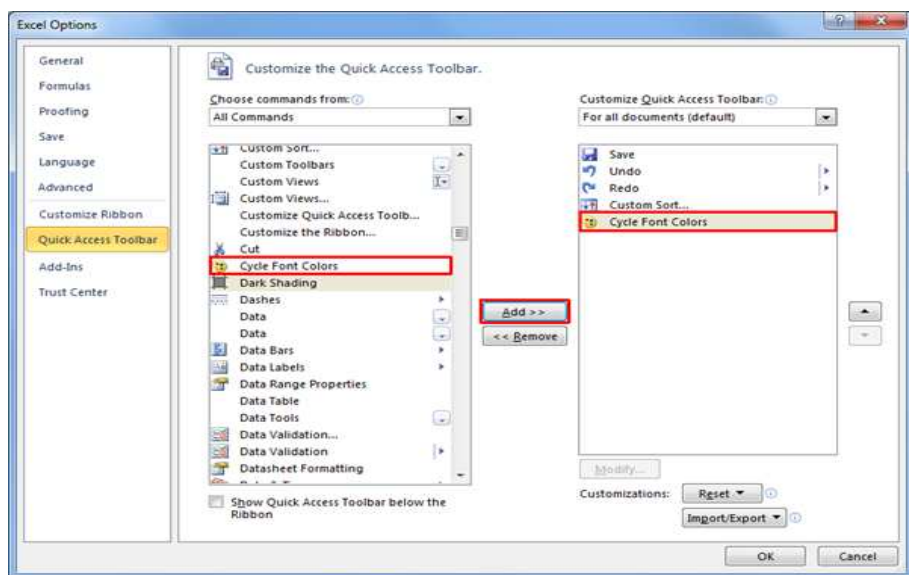 Excel Options
General
Formulas
Proofing
Save
Language
Advanced
Customize Ribbon
Quick Access Toolbar
Add-Ins
Trust Center
Customize the Quick Access Toolbar.
Choose commands from:
All Commands
Custom Sort...
Custom Toolbars
Custom Views
Custom Views...
Customize Quick Access Toolb...
Customize the Ribbon...
Cut
Cycle Font Colors
Dark Shading
Dashes
Data
Data
Data Bars
Data Labels
Data Range Properties
Data Table
Data Tools
Data Validation...
Data Validation
Datasheet Formatting
Show Quick Access Toolbar below the
Ribbon
Add >>
<< Remove
Customize Quick Access Toolbar:
For all documents (default)
Save
Undo
Redo
Custom Sort...
Cycle Font Colors
Modify...
Customizations:
Reset
Import/Export
OK
Cancel